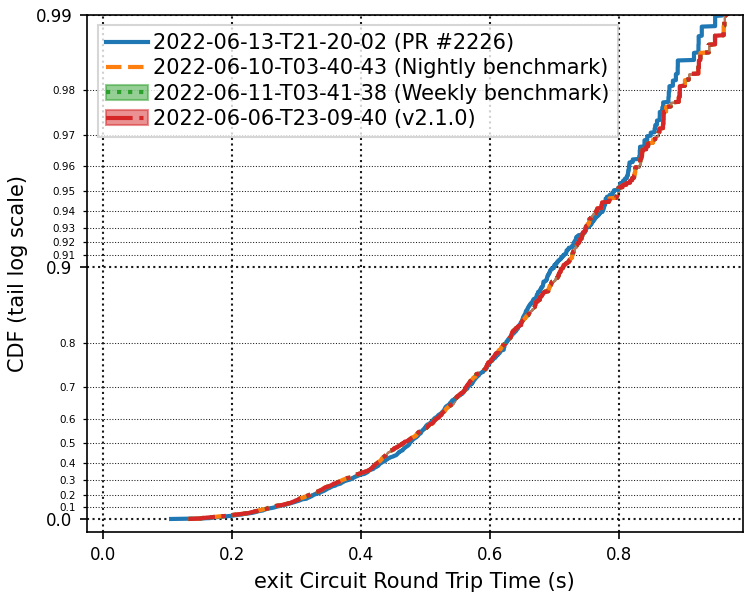 0.99
2022-06-13-T21-20-02 (PR #2226)
2022-06-10-T03-40-43 (Nightly benchmark)
2022-06-11-T03-41-38 (Weekly benchmark)
2022-06-06-T23-09-40 (v2.1.0)
0.98
0.97
0.96
0.95
0.94
0.93
0.92
0.91
0.9
0.8
0.7
0.6
0.5
0.4
0.3
0.2
0.1
0.0
CDF (tail log scale)
0.0 0.2 0.4 0.6 0.8
exit Circuit Round Trip Time (s)